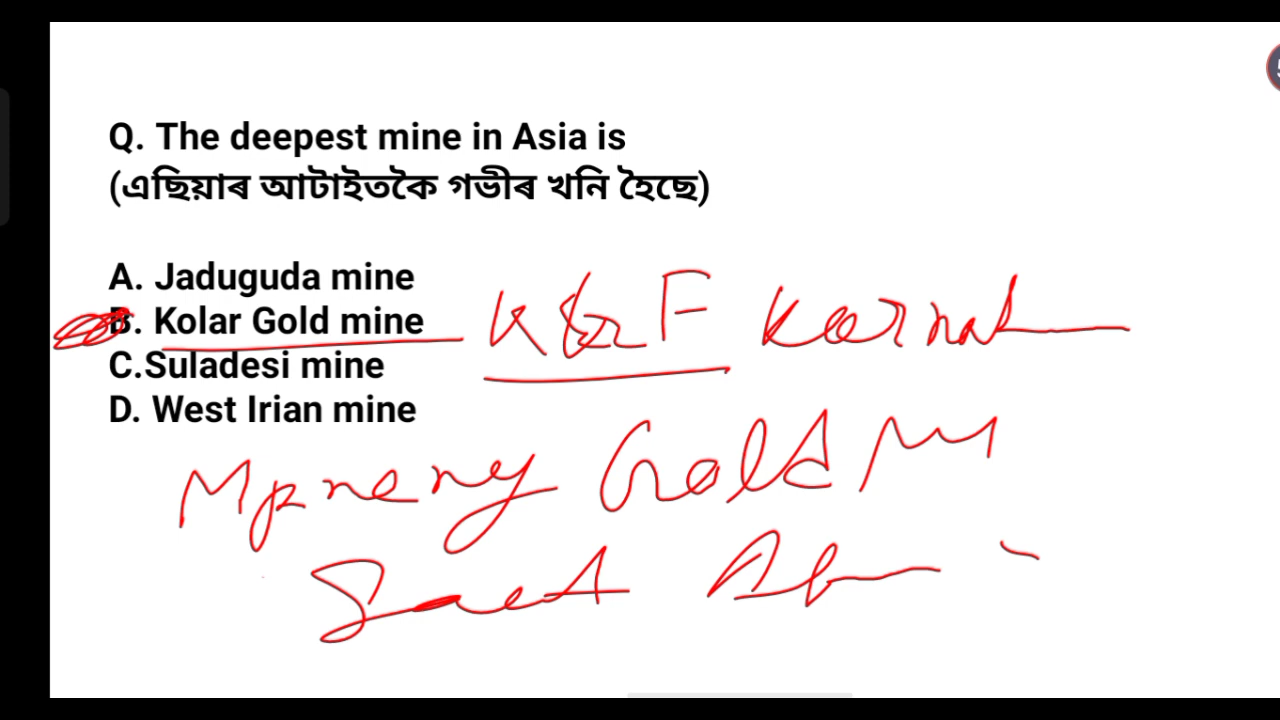 Q. The deepest mine in Asia is
(এছিয়াৰ আটাইতকৈ গভীৰ খনি হৈছে)
A. Jaduguda mine
B. Kolar Gold mine KGF Karnat
C.Suladesi mine
D. West Irian mine
Gold M